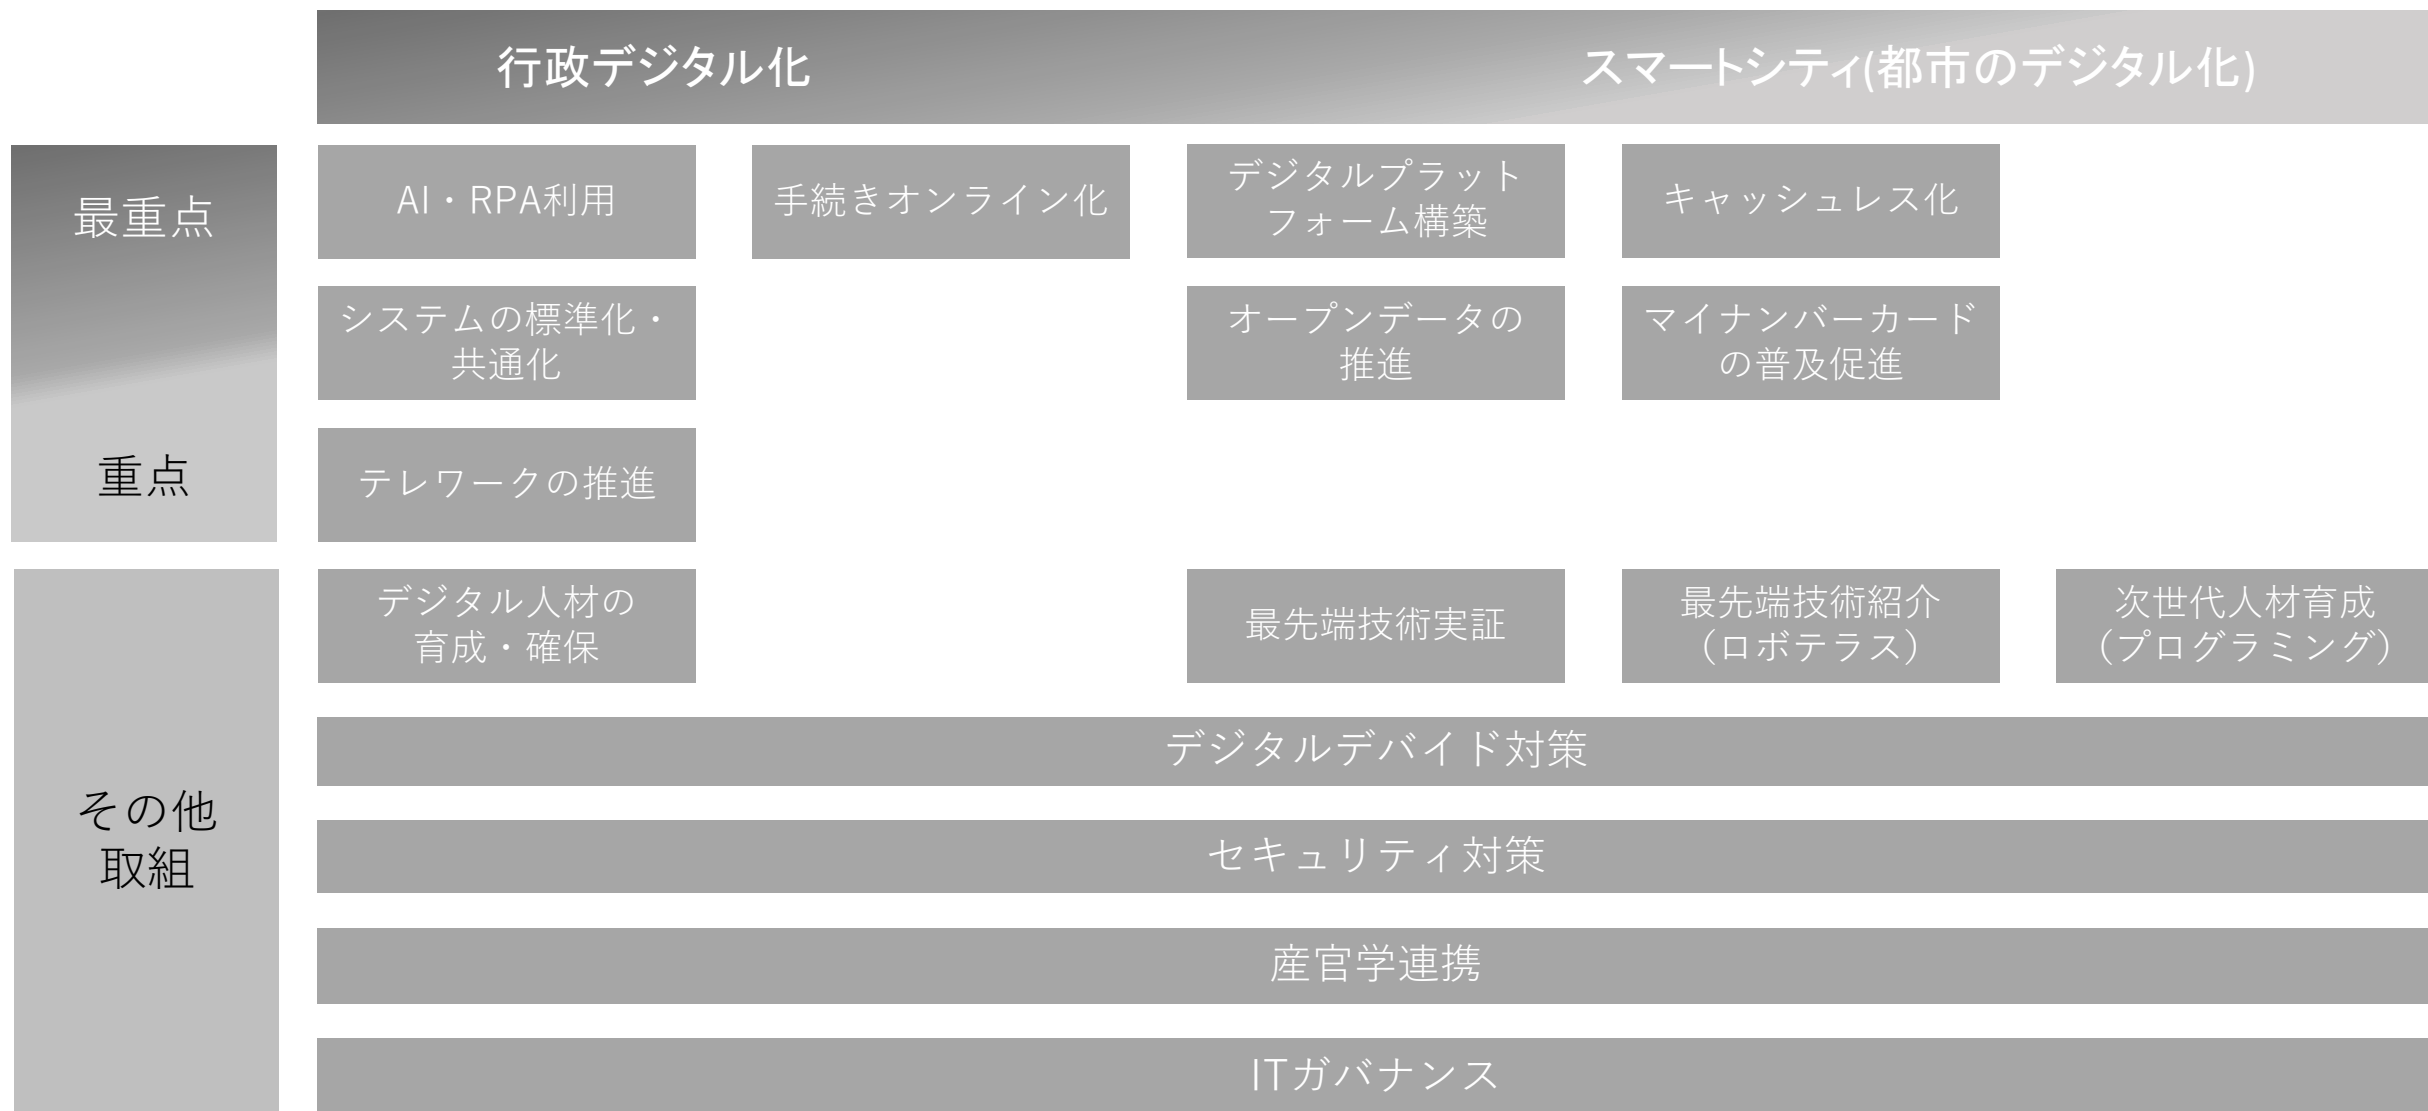 行政デジタル化
スマートシティ(都市のデジタル化)
最重点
重点
AI・RPA利用
手続きオンライン化
デジタルプラット
フォーム構築
キャッシュレス化
システムの標準化・
共通化
オープンデータの
推進
マイナンバーカード
の普及促進
テレワークの推進
その他
取組
デジタル人材の
育成・確保
最先端技術実証
最先端技術紹介
（ロボテラス）
次世代人材育成
（プログラミング）
デジタルデバイド対策
セキュリティ対策
産官学連携
ITガバナンス